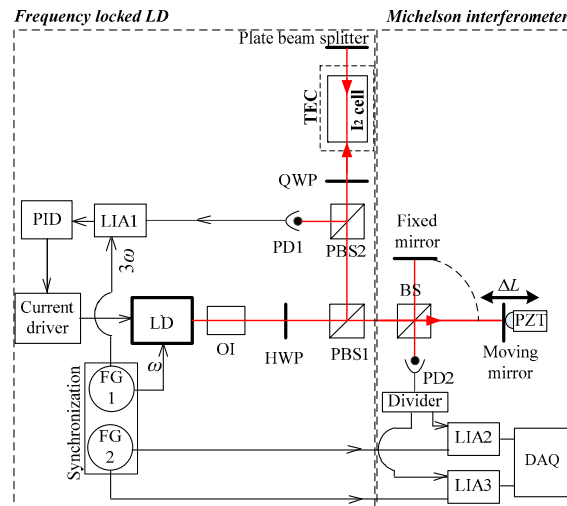 Frequency locked LD
Michelson interferometer
Plate beam splitter
TEC
I₂ cell
QWP
PID
LIA1
PD1
PBS2
Fixed
mirror
3ω
ΔL
BS
Current
driver
LD
PZT
OI
HWP
PBS1
Moving
mirror
ω
PD2
FG
1
Divider
Synchronization
FG
2
LIA2
DAQ
LIA3